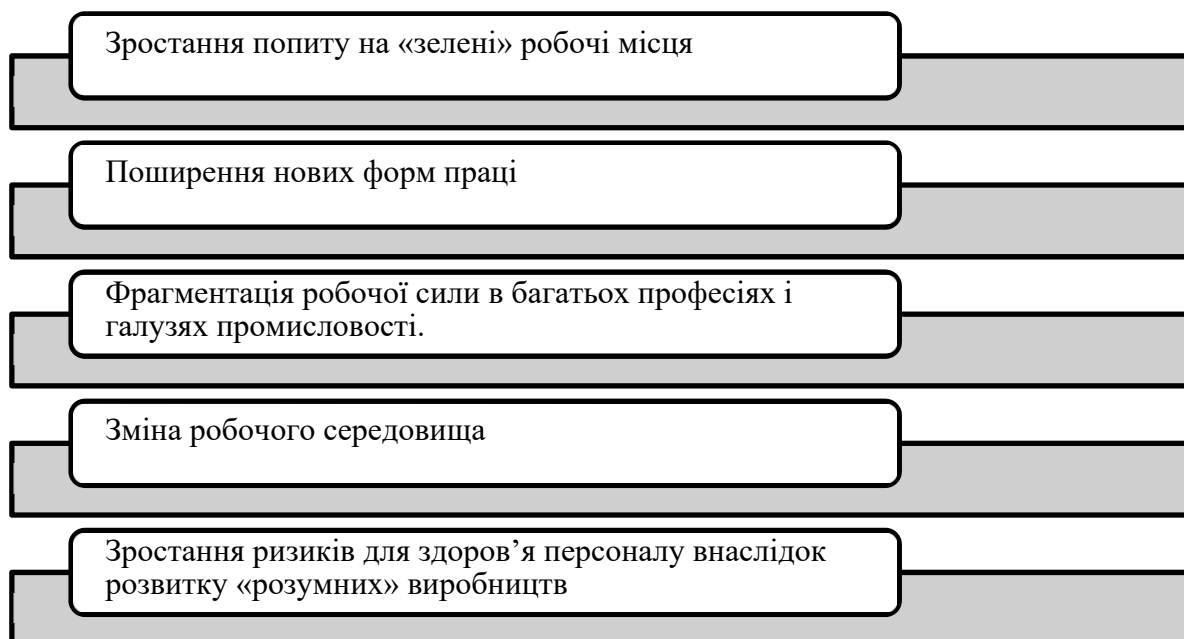 Зростання попиту на «зелені» робочі місця
Поширення нових форм праці
Фрагментація робочої сили в багатьох професіях і
галузях промисловості.
Зміна робочого середовища
Зростання ризиків для здоров’я персоналу внаслідок
розвитку «розумних» виробництв